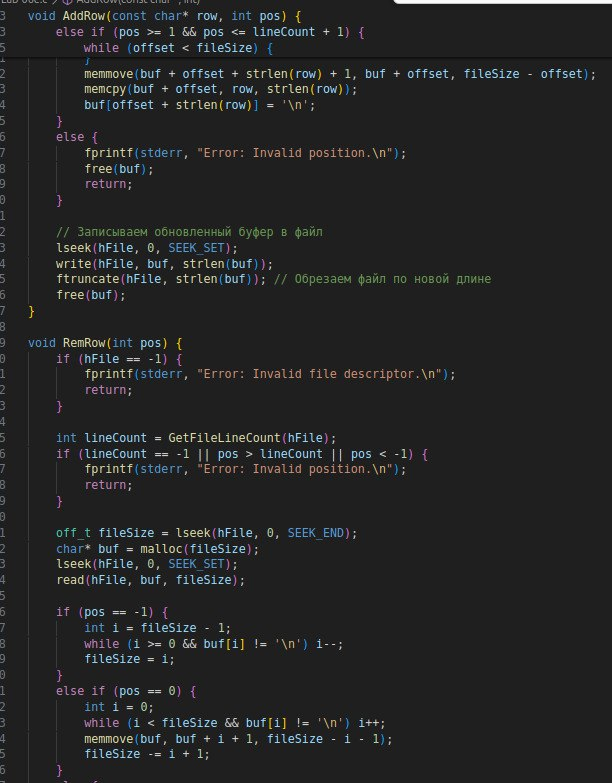 void AddRow(const char* row, int pos) {
else if (pos >= 1 && pos <= lineCount + 1) {
while (offset < fileSize) {
}
memmove(buf + offset + strlen(row) + 1, buf + offset, fileSize - offset);
memcpy(buf + offset, row, strlen(row));
buf[offset + strlen(row)] = '\n';
}
else {
fprintf(stderr, "Error: Invalid position.\n");
free(buf);
return;
}
// Записываем обновленный буфер в файл
lseek(hFile, 0, SEEK_SET);
write(hFile, buf, strlen(buf));
ftruncate(hFile, strlen(buf)); // Обрезаем файл по новой длине
free(buf);
}
void RemRow(int pos) {
if (hFile == -1) {
fprintf(stderr, "Error: Invalid file descriptor.\n");
return;
}
int lineCount = GetFileLineCount(hFile);
if (lineCount == -1 || pos > lineCount || pos < -1) {
fprintf(stderr, "Error: Invalid position.\n");
return;
}
off_t fileSize = lseek(hFile, 0, SEEK_END);
char* buf = malloc(fileSize);
lseek(hFile, 0, SEEK_SET);
read(hFile, buf, fileSize);
if (pos == -1) {
int i = fileSize - 1;
while (i >= 0 && buf[i] != '\n') i--;
fileSize = i;
}
else if (pos == 0) {
int i = 0;
while (i < fileSize && buf[i] != '\n') i++;
memmove(buf, buf + i + 1, fileSize - i - 1);
fileSize -= i + 1;
}